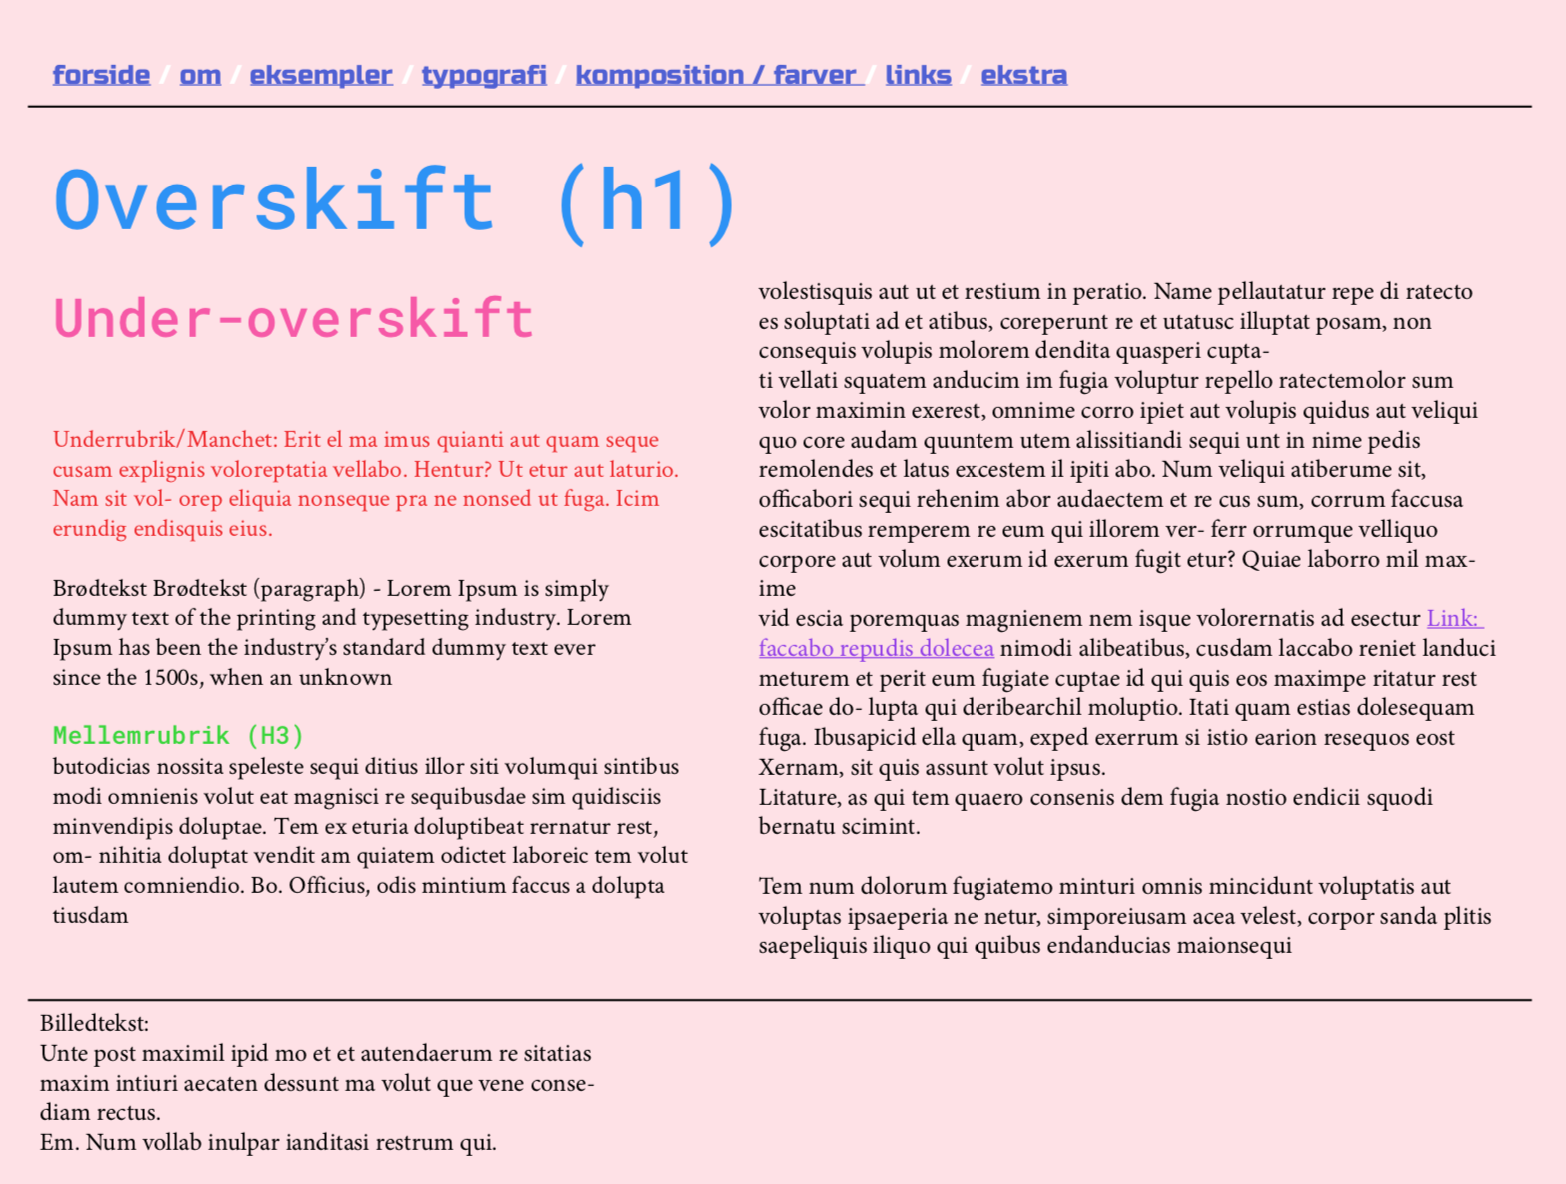 forside / om / eksempler / typografi / komposition / farver / links / ekstra
Overskift (h1)
Under-overskift
Underrubrik/Manchet: Erit el ma imus quianti aut quam seque
cusam explignis voloreptatia vellabo. Hentur? Ut etur aut laturio.
Nam sit vol- orep eliquia nonseque pra ne nonsed ut fuga. Icim
erundig endisquis eius.
Brødtekst Brødtekst (paragraph) - Lorem Ipsum is simply
dummy text of the printing and typesetting industry. Lorem
Ipsum has been the industry’s standard dummy text ever
since the 1500s, when an unknown
Mellemrubrik (H3)
butodicias nossita speleste sequi ditius illor siti volumqui sintibus
modi omnienis volut eat magnisci re sequibusdae sim quidisciis
minvendipis doluptae. Tem ex eturia doluptibeat rernatur rest,
om- nihitia doluptat vendit am quiatem odictet laboreic tem volut
lautem comniendio. Bo. Officius, odis mintium faccus a dolupta
tiusdam
volestisquis aut ut et restium in peratio. Name pellautatur repe di ratecto
es soluptati ad et atibus, coreperunt re et utatusc illuptat posam, non
consequis volupis molorem dendita quasperi cupta-
ti vellati squatem anducim im fugia voluptur repello ratectemolor sum
volor maximin exerest, omnime corro ipiet aut volupis quidus aut veliqui
quo core audam quuntem utem alissitiandi sequi unt in nime pedis
remolendes et latus excestem il ipiti abo. Num veliqui atiberume sit,
officabori sequi rehenim abor audaectem et re cus sum, corrum faccusa
escitatibus remperem re eum qui illorem ver- ferr orrumque velliquo
corpore aut volum exerum id exerum fugit etur? Quiae laborro mil max-
ime
vid escia poremquas magnienem nem isque volorernatis ad esectur Link:
faccabo repudis dolecea nimodi alibeatibus, cusdam laccabo reniet landuci
meturem et perit eum fugiate cuptae id qui quis eos maximpe ritatur rest
officae do- lupta qui deribearchil moluptio. Itati quam estias dolesequam
fuga. Ibusapicid ella quam, exped exerrum si istio earion resequos eost
Xernam, sit quis assunt volut ipsus.
Litature, as qui tem quaero consenis dem fugia nostio endicii squodi
bernatu scimint.
Tem num dolorum fugiatemo minturi omnis mincidunt voluptatis aut
voluptas ipsaeperia ne netur, simporeiusam acea velest, corpor sanda plitis
saepeliquis iliquo qui quibus endanducias maionsequi
Billedtekst:
Unte post maximil ipid mo et et autendaerum re sitatias
maxim intiuri aecaten dessunt ma volut que vene conse-
diam rectus.
Em. Num vollab inulpar ianditasi restrum qui.